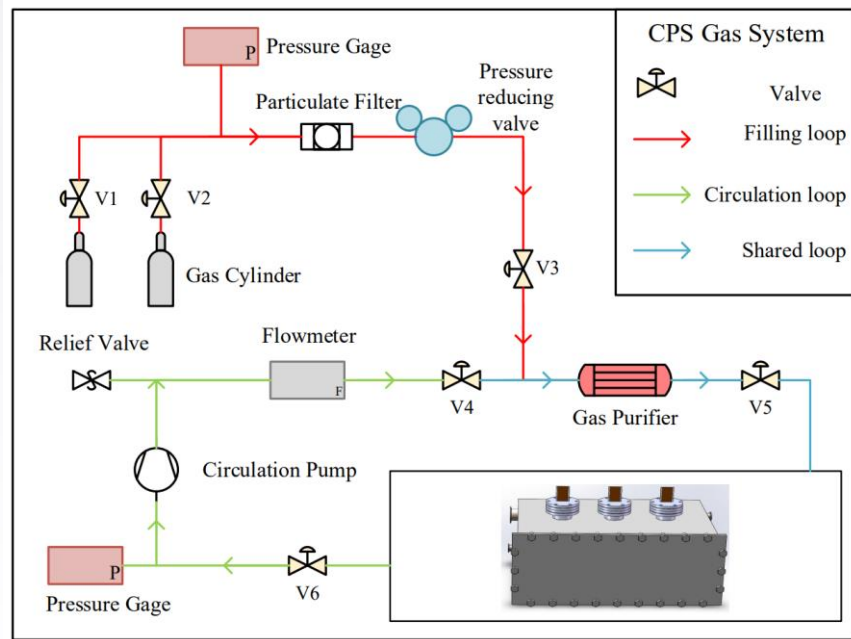 P
Pressure Gage
Particulate Filter
Pressure
reducing
valve
V1
V2
Gas Cylinder
V3
Relief Valve
Flowmeter
F
V4
Gas Purifier
V5
Circulation Pump
P
Pressure Gage
V6
CPS Gas System
Valve
Filling loop
Circulation loop
Shared loop